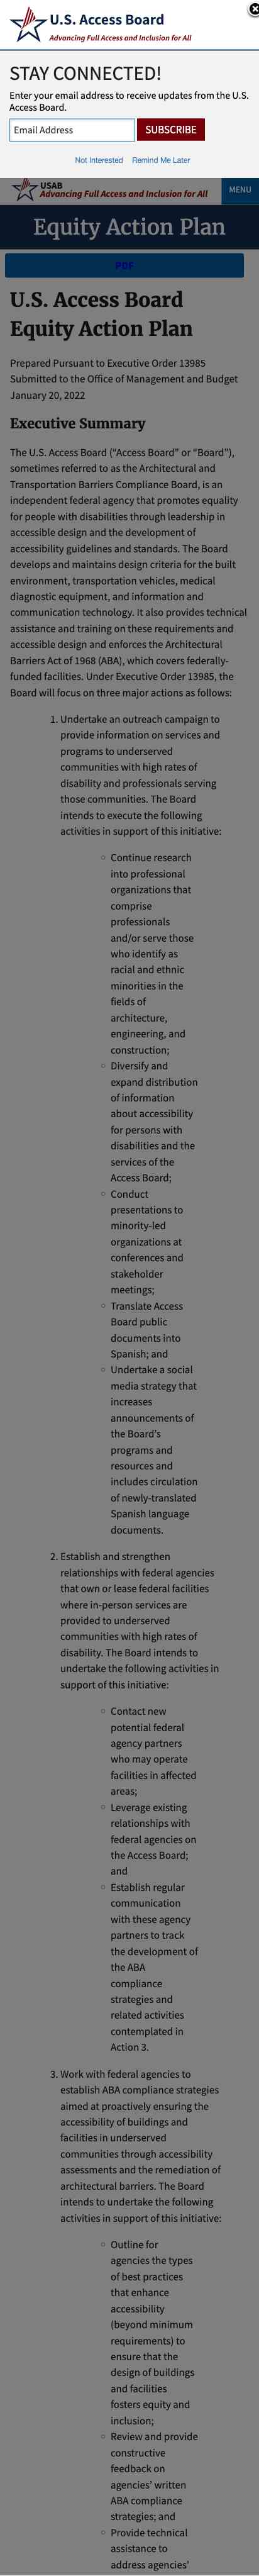 U.S. Access Board
Advancing Full Access and Inclusion for All
STAY CONNECTED!
Enter your email address to receive updates from the U.S.
Access Board.
Email Address
SUBSCRIBE
Not Interested Remind Me Later
USAB
Advancing Full Access and Inclusion for All
MENU
Equity Action Plan
PDF
U.S. Access Board
Equity Action Plan
Prepared Pursuant to Executive Order 13985
Submitted to the Office of Management and Budget
January 20, 2022
Executive Summary
The U.S. Access Board (“Access Board” or “Board”),
sometimes referred to as the Architectural and
Transportation Barriers Compliance Board, is an
independent federal agency that promotes equality
for people with disabilities through leadership in
accessible design and the development of
accessibility guidelines and standards. The Board
develops and maintains design criteria for the built
environment, transportation vehicles, medical
diagnostic equipment, and information and
communication technology. It also provides technical
assistance and training on these requirements and
accessible design and enforces the Architectural
Barriers Act of 1968 (ABA), which covers federally-
funded facilities. Under Executive Order 13985, the
Board will focus on three major actions as follows:
1. Undertake an outreach campaign to
provide information on services and
programs to underserved
communities with high rates of
disability and professionals serving
those communities. The Board
intends to execute the following
activities in support of this initiative:
Continue research
into professional
organizations that
comprise
professionals
and/or serve those
who identify as
racial and ethnic
minorities in the
fields of
architecture,
engineering, and
construction;
Diversify and
expand distribution
of information
about accessibility
for persons with
disabilities and the
services of the
Access Board;
Conduct
presentations to
minority-led
organizations at
conferences and
stakeholder
meetings;
Translate Access
Board public
documents into
Spanish; and
Undertake a social
media strategy that
increases
announcements of
the Board’s
programs and
resources and
includes circulation
of newly-translated
Spanish language
documents.
2. Establish and strengthen
relationships with federal agencies
that own or lease federal facilities
where in-person services are
provided to underserved
communities with high rates of
disability. The Board intends to
undertake the following activities in
support of this initiative:
Contact new
potential federal
agency partners
who may operate
facilities in affected
areas;
Leverage existing
relationships with
federal agencies on
the Access Board;
and
Establish regular
communication
with these agency
partners to track
the development of
the ABA
compliance
strategies and
related activities
contemplated in
Action 3.
3. Work with federal agencies to
establish ABA compliance strategies
aimed at proactively ensuring the
accessibility of buildings and
facilities in underserved
communities through accessibility
assessments and the remediation of
architectural barriers. The Board
intends to undertake the following
activities in support of this initiative:
Outline for
agencies the types
of best practices
that enhance
accessibility
(beyond minimum
requirements) to
ensure that the
design of buildings
and facilities
fosters equity and
inclusion;
Review and provide
constructive
feedback on
agencies’ written
ABA compliance
strategies; and
Provide technical
assistance to
address agencies’